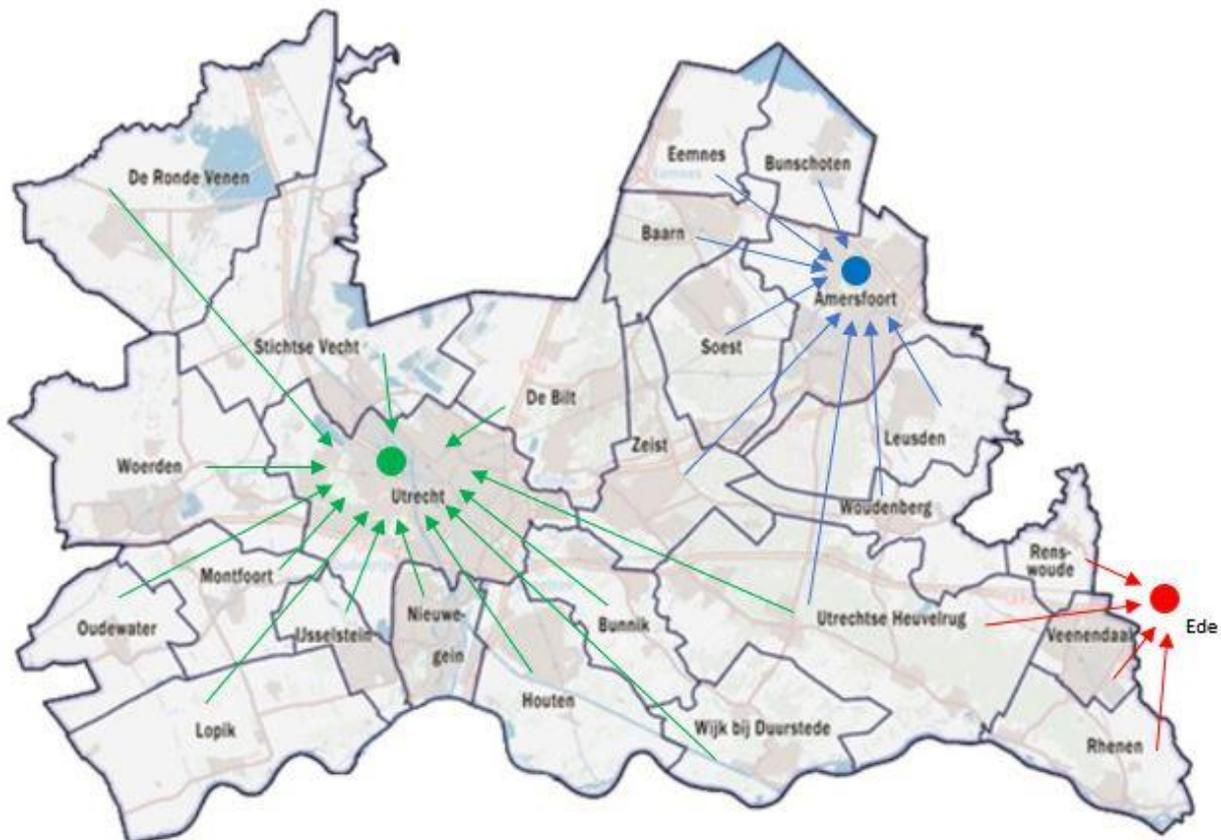 Eemnes
Bunschoten
De Ronde Venen
Baarn
Amersfoort
Stichtse Vecht
Soest
De Bilt
Leusden
Zeist
Woerden
Utrecht
Woudenberg
Rens-
woude
Montfoort
Nieuwe-
gein
Utrechtse Heuvelrug
Ede
Oudewater
IJsselstein
Bunnik
Veenendaal
Houten
Lopik
Wijk bij Duurstede
Rhenen